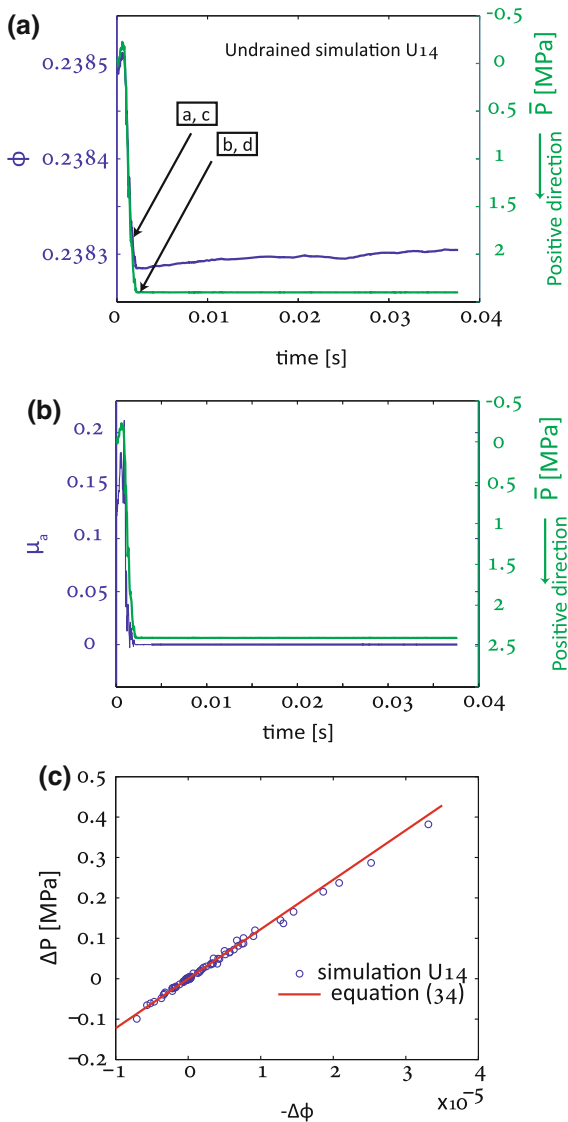 (a)
Undrained simulation U14
0.2385
0.2384
0.2383
ϕ
a, c
b, d
-0.5
0
0.5
1
1.5
2
P̄ [MPa]
Positive direction
0
0.01
0.02
0.03
0.04
time [s]
(b)
0.2
0.15
0.1
0.05
0
μa
-0.5
0
0.5
1
1.5
2
2.5
P̄ [MPa]
Positive direction
0
0.01
0.02
0.03
0.04
time [s]
(c)
0.5
0.4
0.3
0.2
0.1
0
−0.1
−0.2
ΔP [MPa]
simulation U14
equation (34)
−1
0
1
2
3
4
x10⁻⁵
-Δϕ